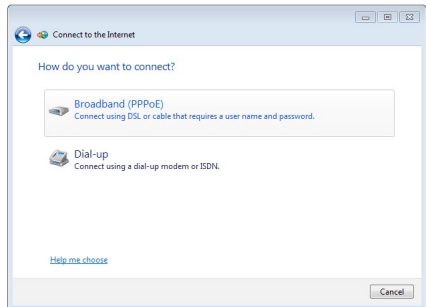 Connect to the Internet
How do you want to connect?
Broadband (PPPoE)
Connect using DSL or cable that requires a user name and password.
Dial-up
Connect using a dial-up modem or ISDN.
Help me choose
Cancel